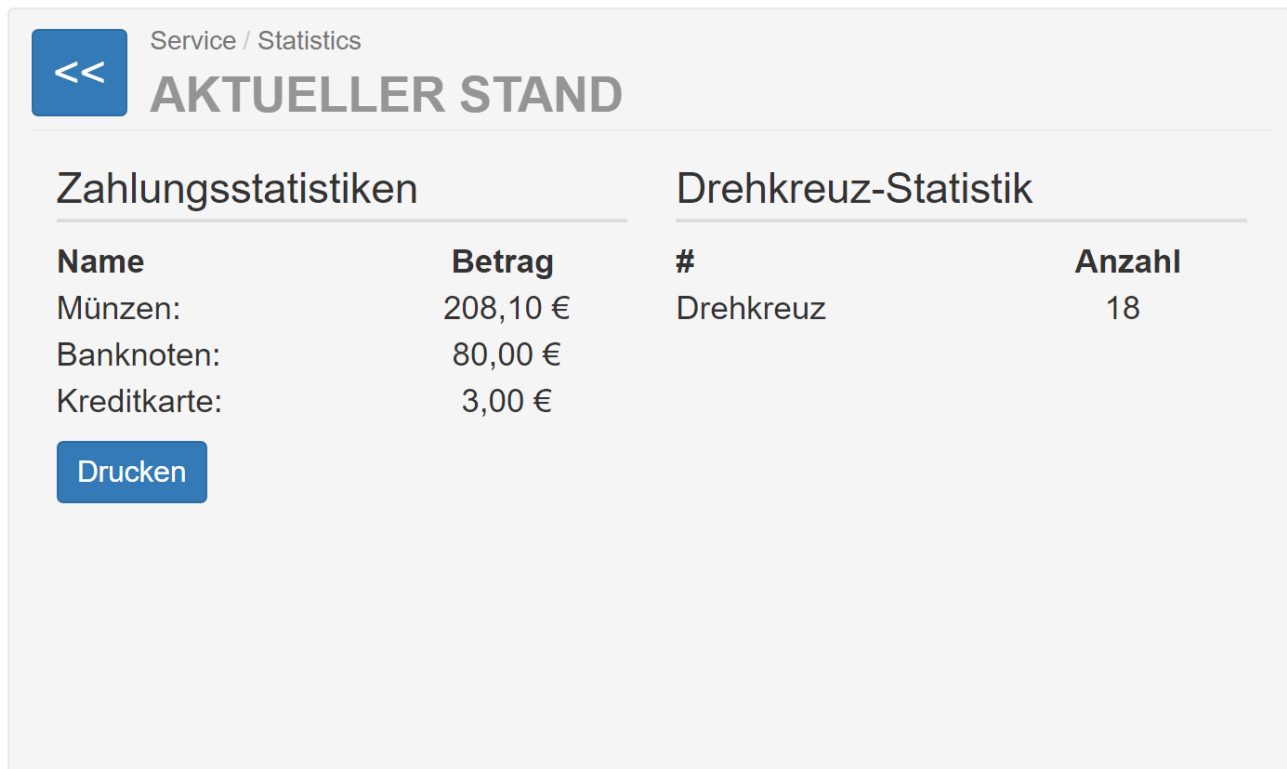 <<
Service / Statistics
AKTUELLER STAND
Zahlungsstatistiken
Name Betrag
Münzen: 208,10 €
Banknoten: 80,00 €
Kreditkarte: 3,00 €
Drucken
Drehkreuz-Statistik
# Anzahl
Drehkreuz 18